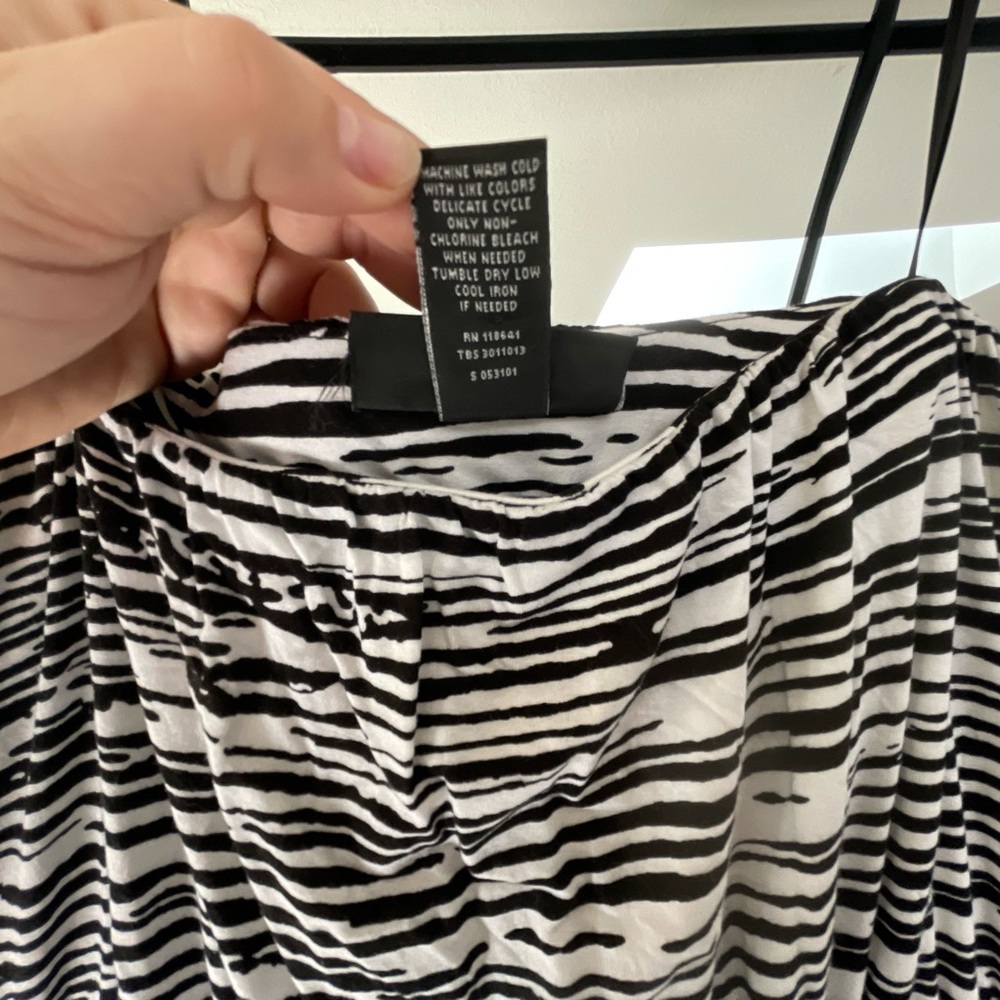 MACHINE WASH COLD
WITH LIKE COLORS
DELICATE CYCLE
ONLY NON-
CHLORINE BLEACH
WHEN NEEDED
TUMBLE DRY LOW
COOL IRON
IF NEEDED
RN 118641
TBS 3011013
S 053101